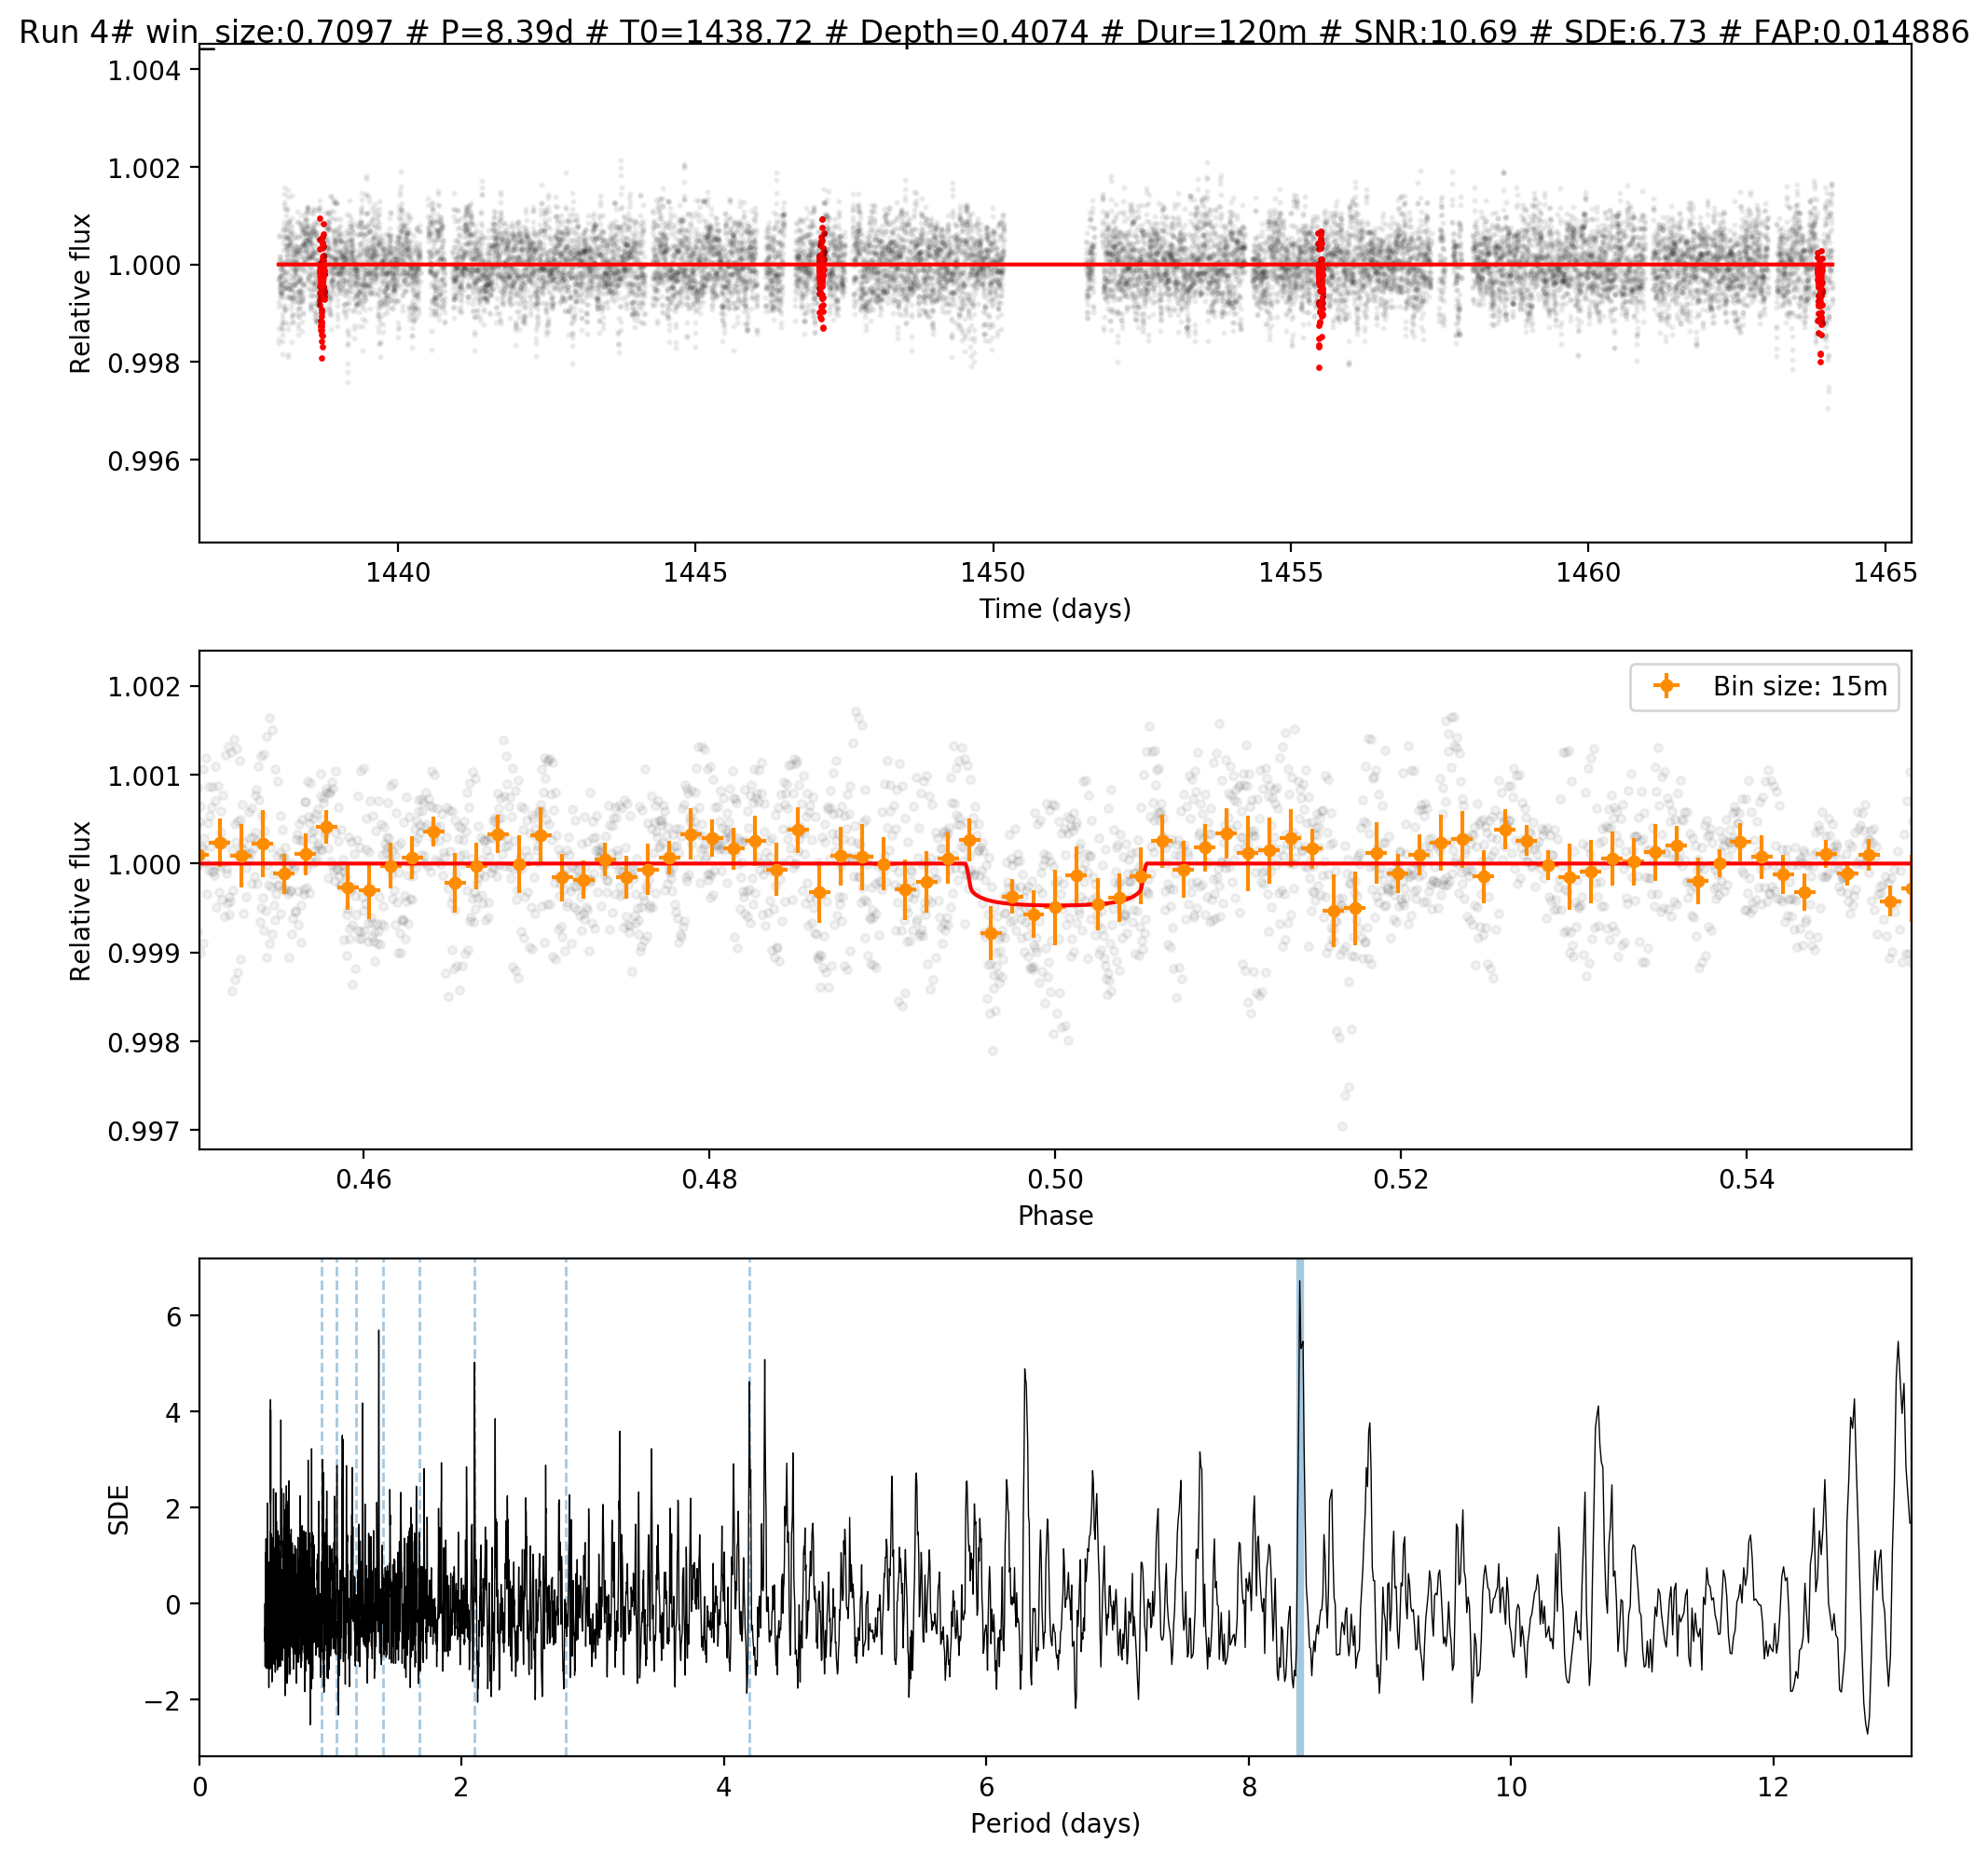 Run 4# win_size:0.7097 # P=8.39d # T0=1438.72 # Depth=0.4074 # Dur=120m # SNR:10.69 # SDE:6.73 # FAP:0.014886
1.004
1.002
1.000
0.998
0.996
Relative flux
1440 1445 1450 1455 1460 1465
Time (days)
Bin size: 15m
1.002
1.001
1.000
0.999
0.998
0.997
Relative flux
0.46 0.48 0.50 0.52 0.54
Phase
6
4
2
0
−2
SDE
0 2 4 6 8 10 12
Period (days)